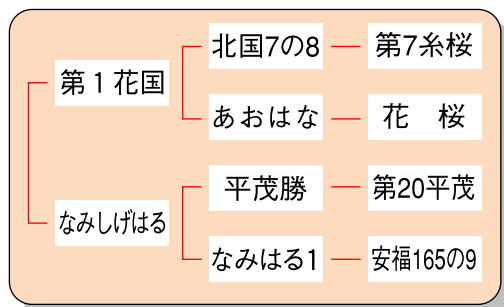 第１花国
北国7の8
第7糸桜
あおはな
花　桜
なみしげはる
平茂勝
第20平茂
なみはる1
安福165の9